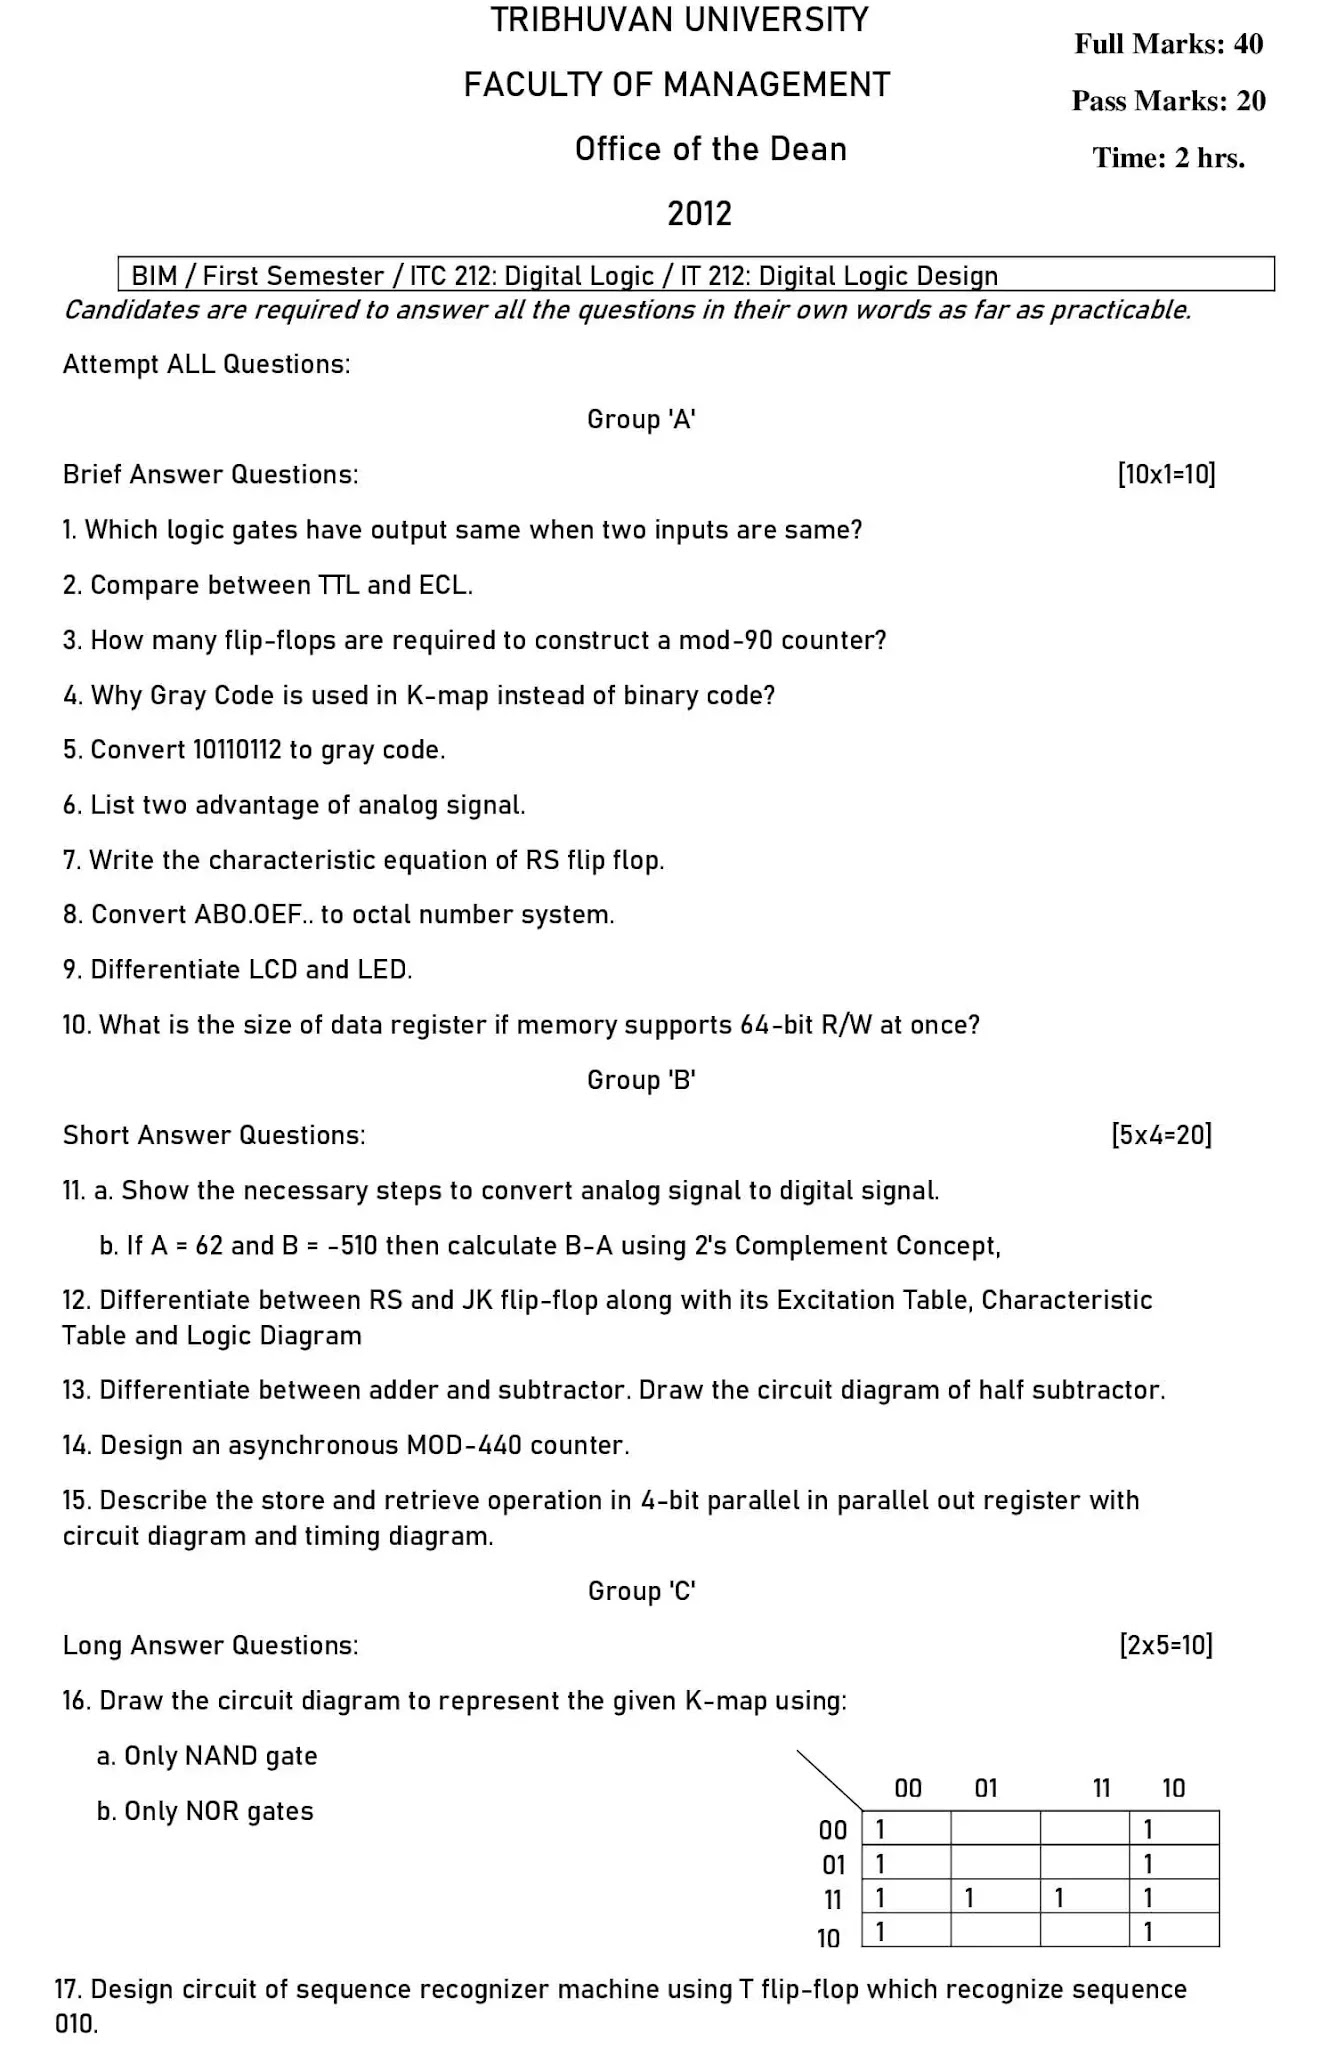 TRIBHUVAN UNIVERSITY
Full Marks: 40
FACULTY OF MANAGEMENT
Pass Marks: 20
Office of the Dean
Time: 2 hrs.
2012
BIM / First Semester / ITC 212: Digital Logic / IT 212: Digital Logic Design
Candidates are required to answer all the questions in their own words as far as practicable.
Attempt ALL Questions:
Group 'A'
Brief Answer Questions: [10x1=10]
1. Which logic gates have output same when two inputs are same?
2. Compare between TTL and ECL.
3. How many flip-flops are required to construct a mod-90 counter?
4. Why Gray Code is used in K-map instead of binary code?
5. Convert 10110112 to gray code.
6. List two advantage of analog signal.
7. Write the characteristic equation of RS flip flop.
8. Convert ABO.OEF.. to octal number system.
9. Differentiate LCD and LED.
10. What is the size of data register if memory supports 64-bit R/W at once?
Group 'B'
Short Answer Questions: [5x4=20]
11. a. Show the necessary steps to convert analog signal to digital signal.
b. If A = 62 and B = -510 then calculate B-A using 2's Complement Concept,
12. Differentiate between RS and JK flip-flop along with its Excitation Table, Characteristic
Table and Logic Diagram
13. Differentiate between adder and subtractor. Draw the circuit diagram of half subtractor.
14. Design an asynchronous MOD-440 counter.
15. Describe the store and retrieve operation in 4-bit parallel in parallel out register with
circuit diagram and timing diagram.
Group 'C'
Long Answer Questions: [2x5=10]
16. Draw the circuit diagram to represent the given K-map using:
a. Only NAND gate
b. Only NOR gates
00 01 11 10
00 1 1
01 1 1
11 1 1 1 1
10 1 1
17. Design circuit of sequence recognizer machine using T flip-flop which recognize sequence
010.